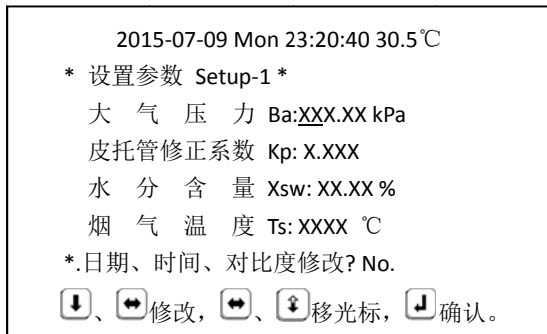 2015-07-09 Mon 23:20:40 30.5℃
* 设置参数 Setup-1 *
大 气 压 力 Ba:XXX.XX kPa
皮托管修正系数 Kp: X.XXX
水 分 含 量 Xsw: XX.XX %
烟 气 温 度 Ts: XXXX ℃
*.日期、时间、对比度修改? No.
⬇、⬌修改，⬌、⬍移光标，↲确认。